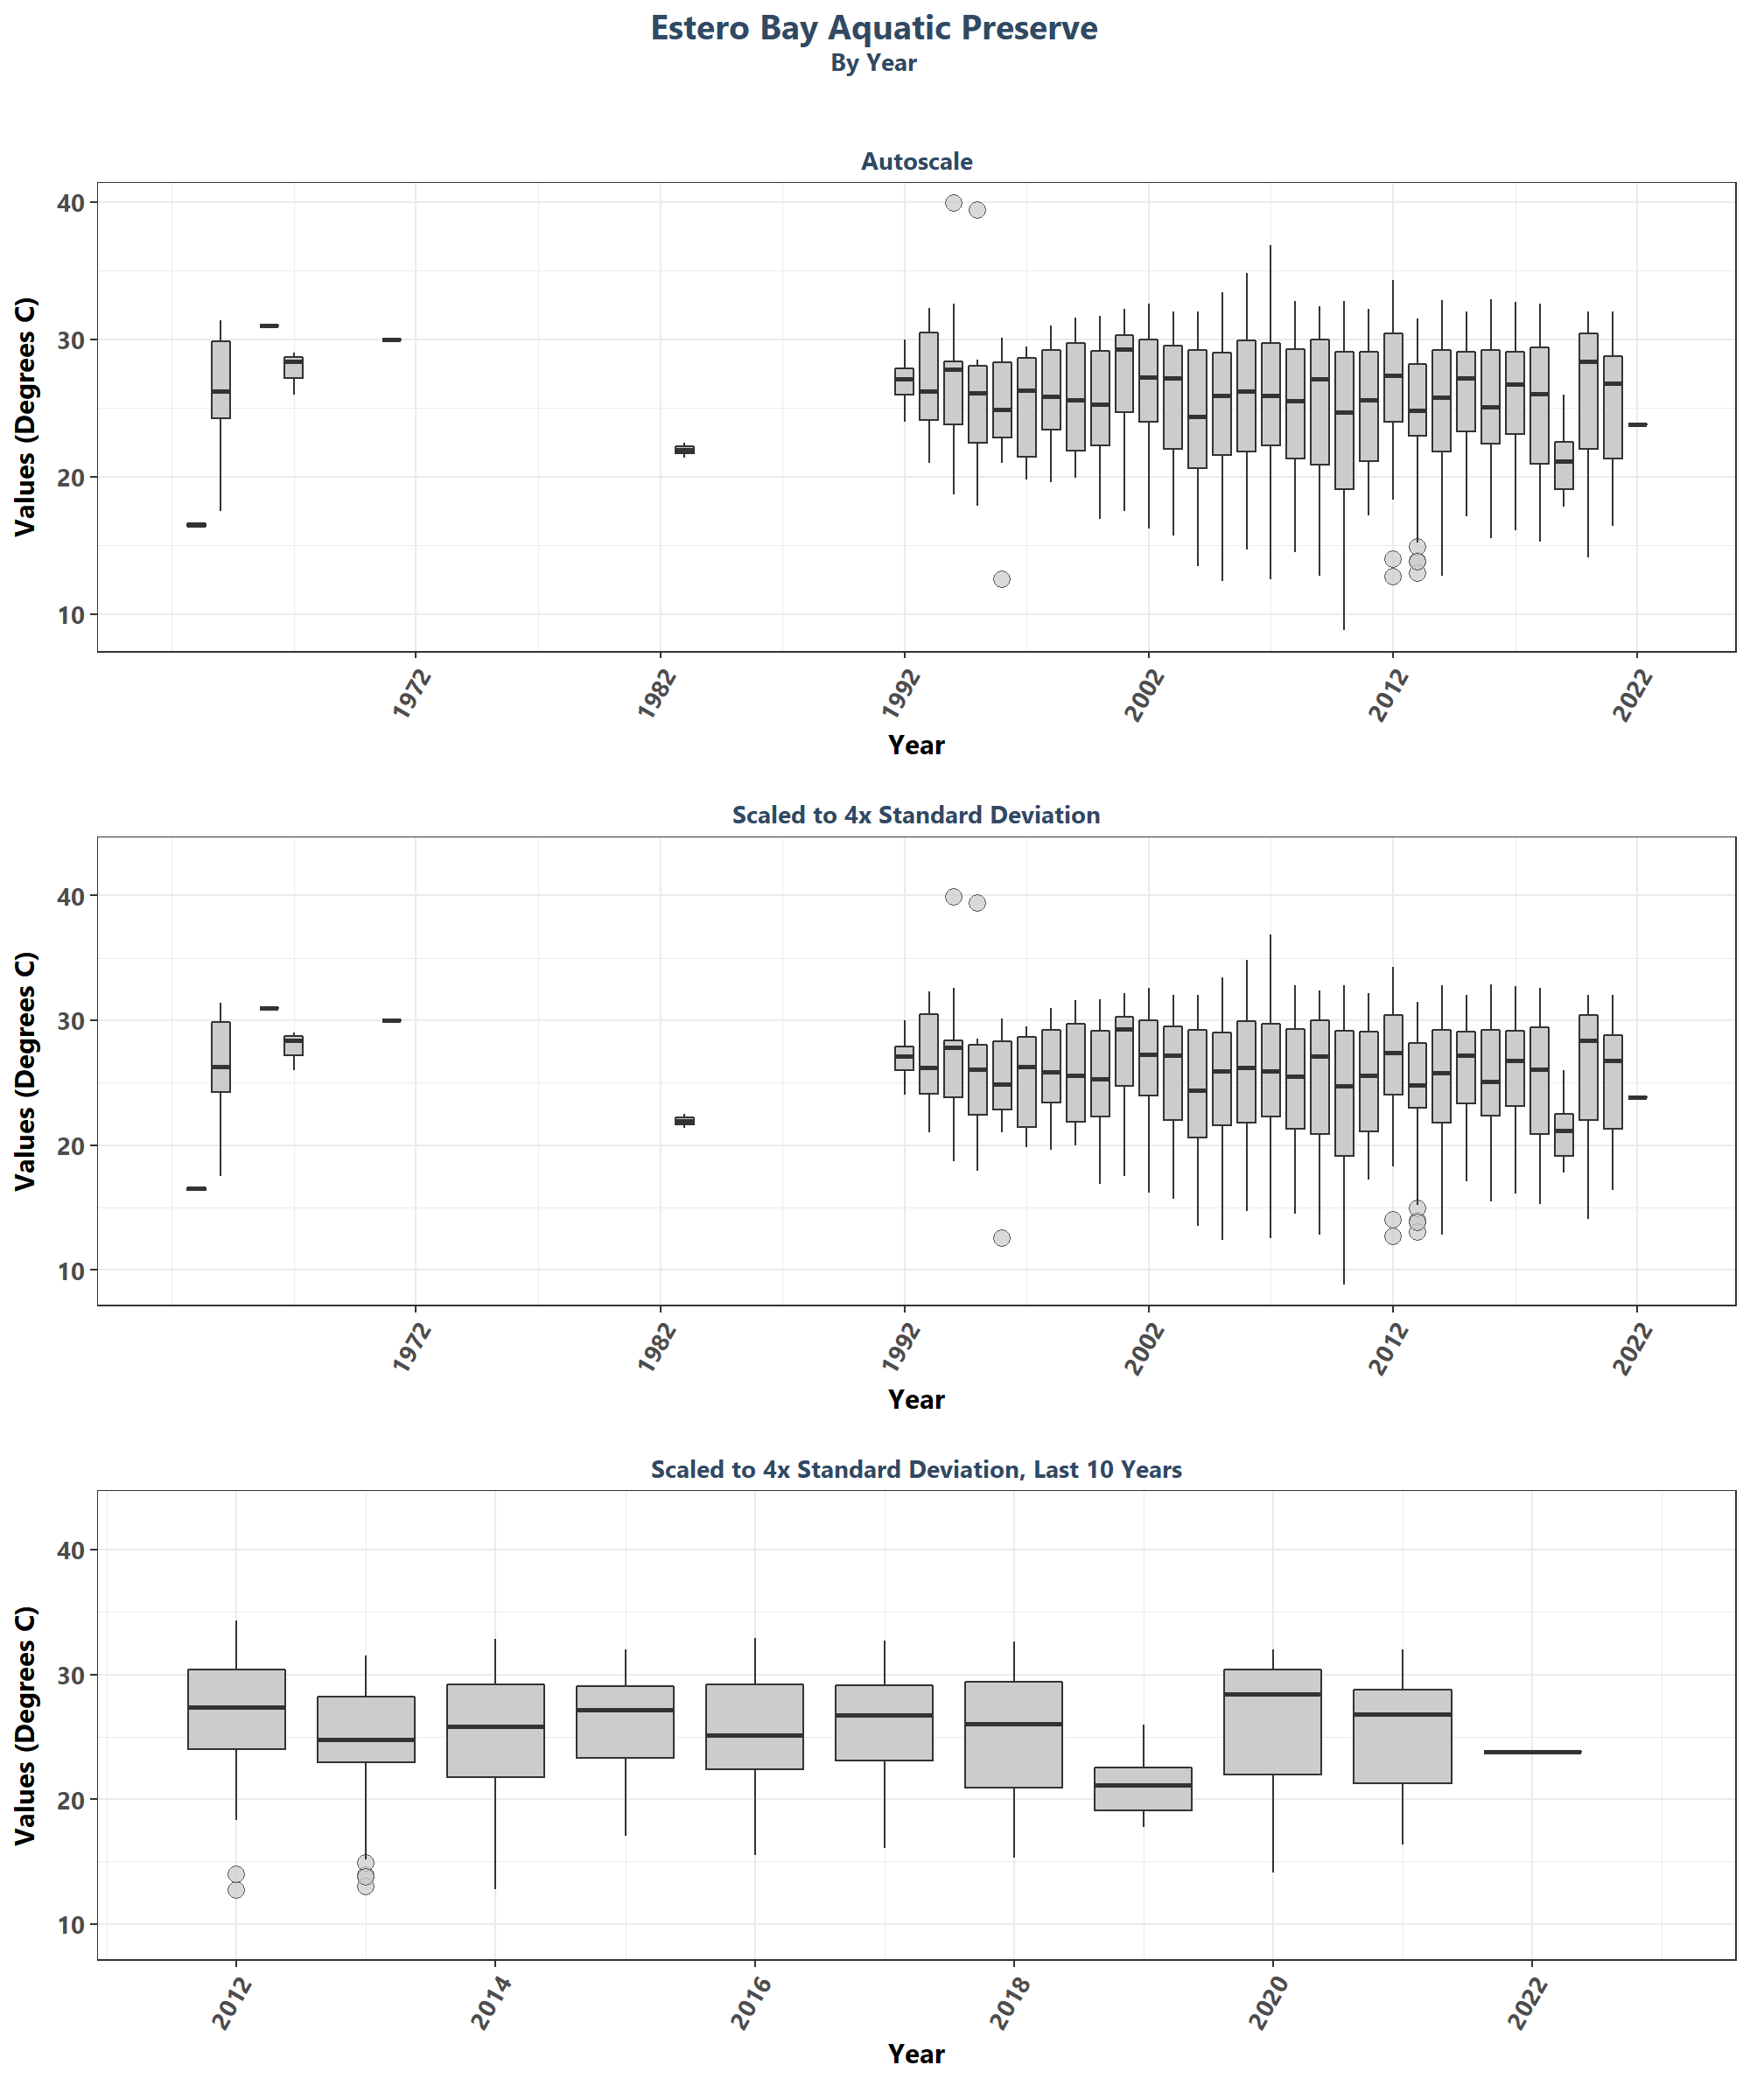 Estero Bay Aquatic Preserve
By Year
Autoscale
Values (Degrees C)
40
30
20
10
1972 1982 1992 2002 2012 2022
Year
Scaled to 4x Standard Deviation
Values (Degrees C)
40
30
20
10
1972 1982 1992 2002 2012 2022
Year
Scaled to 4x Standard Deviation, Last 10 Years
Values (Degrees C)
40
30
20
10
2012 2014 2016 2018 2020 2022
Year